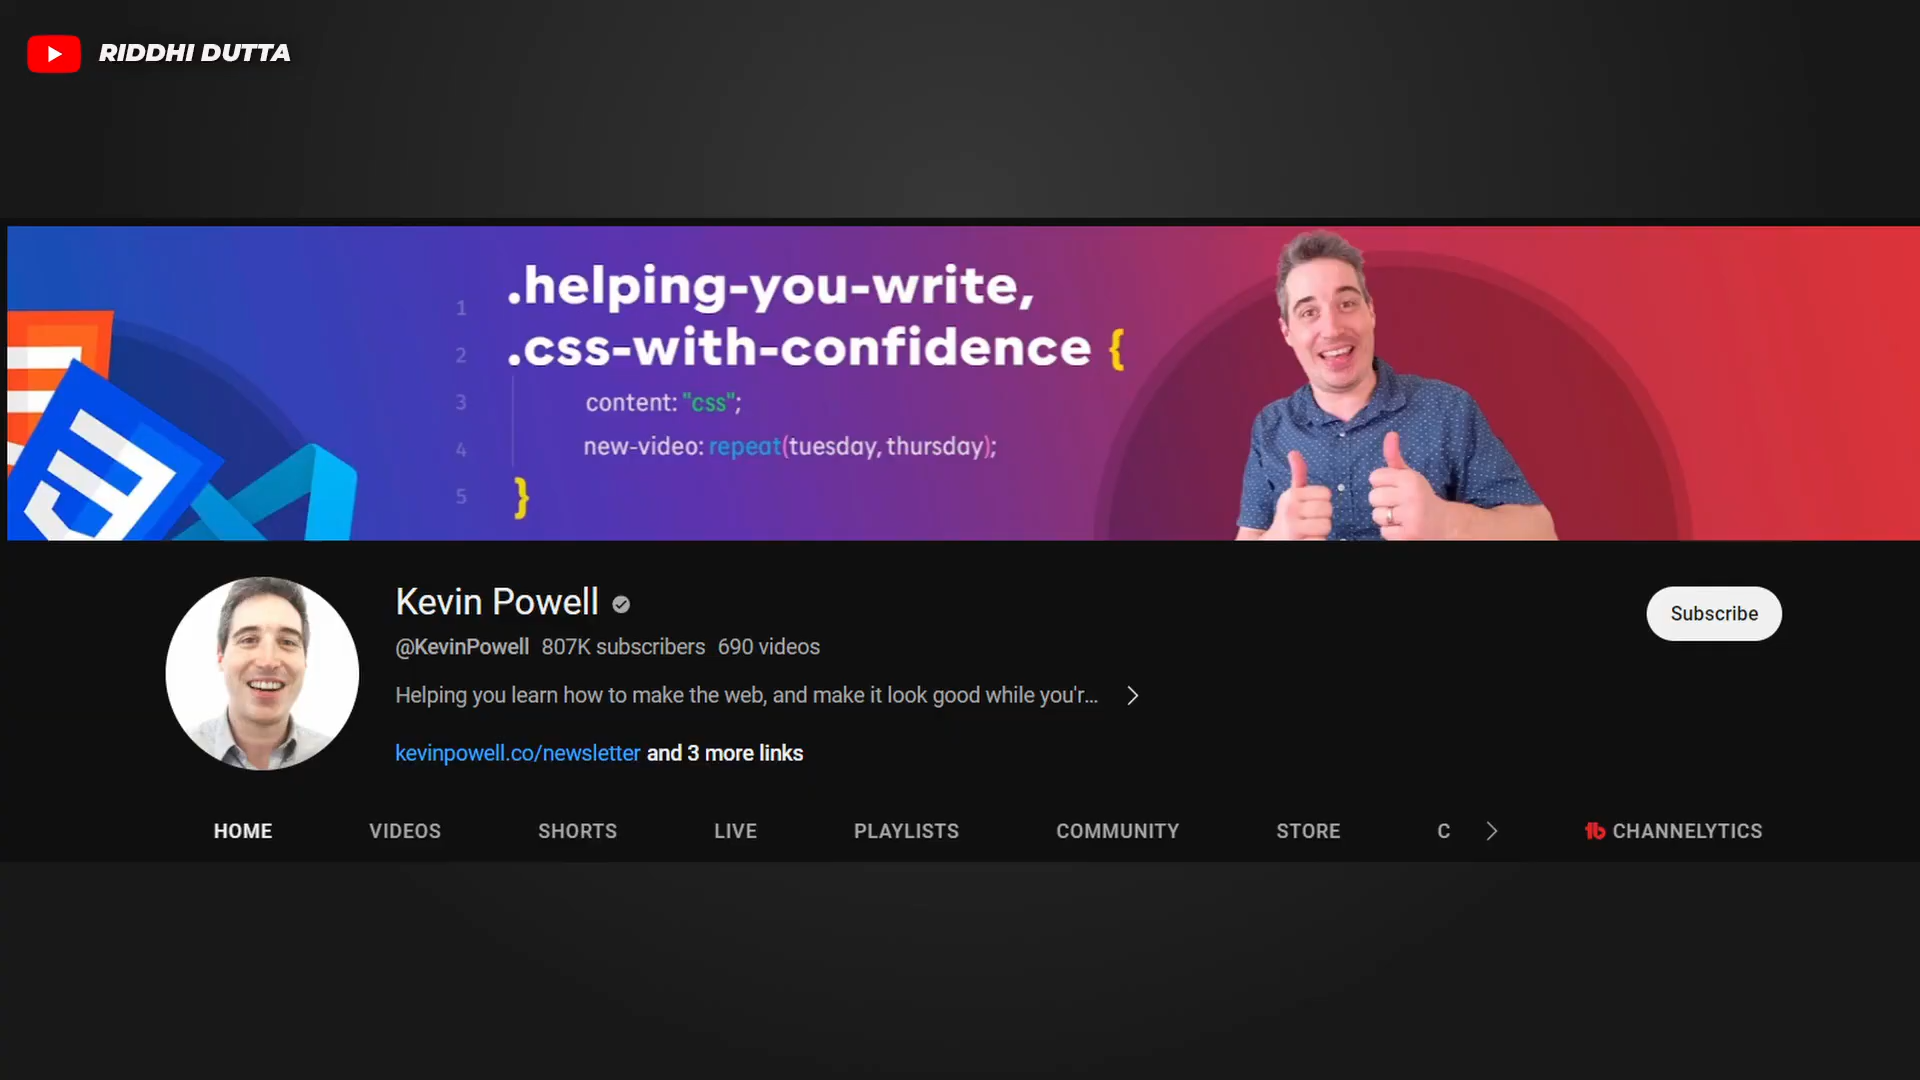 RIDDHI DUTTA
1 .helping-you-write,
2 .css-with-confidence {
3 content: "css";
4 new-video: repeat(tuesday, thursday);
5 }
Kevin Powell
@KevinPowell 807K subscribers 690 videos
Helping you learn how to make the web, and make it look good while you'r...
kevinpowell.co/newsletter and 3 more links
Subscribe
HOME VIDEOS SHORTS LIVE PLAYLISTS COMMUNITY STORE C CHANNELYTICS